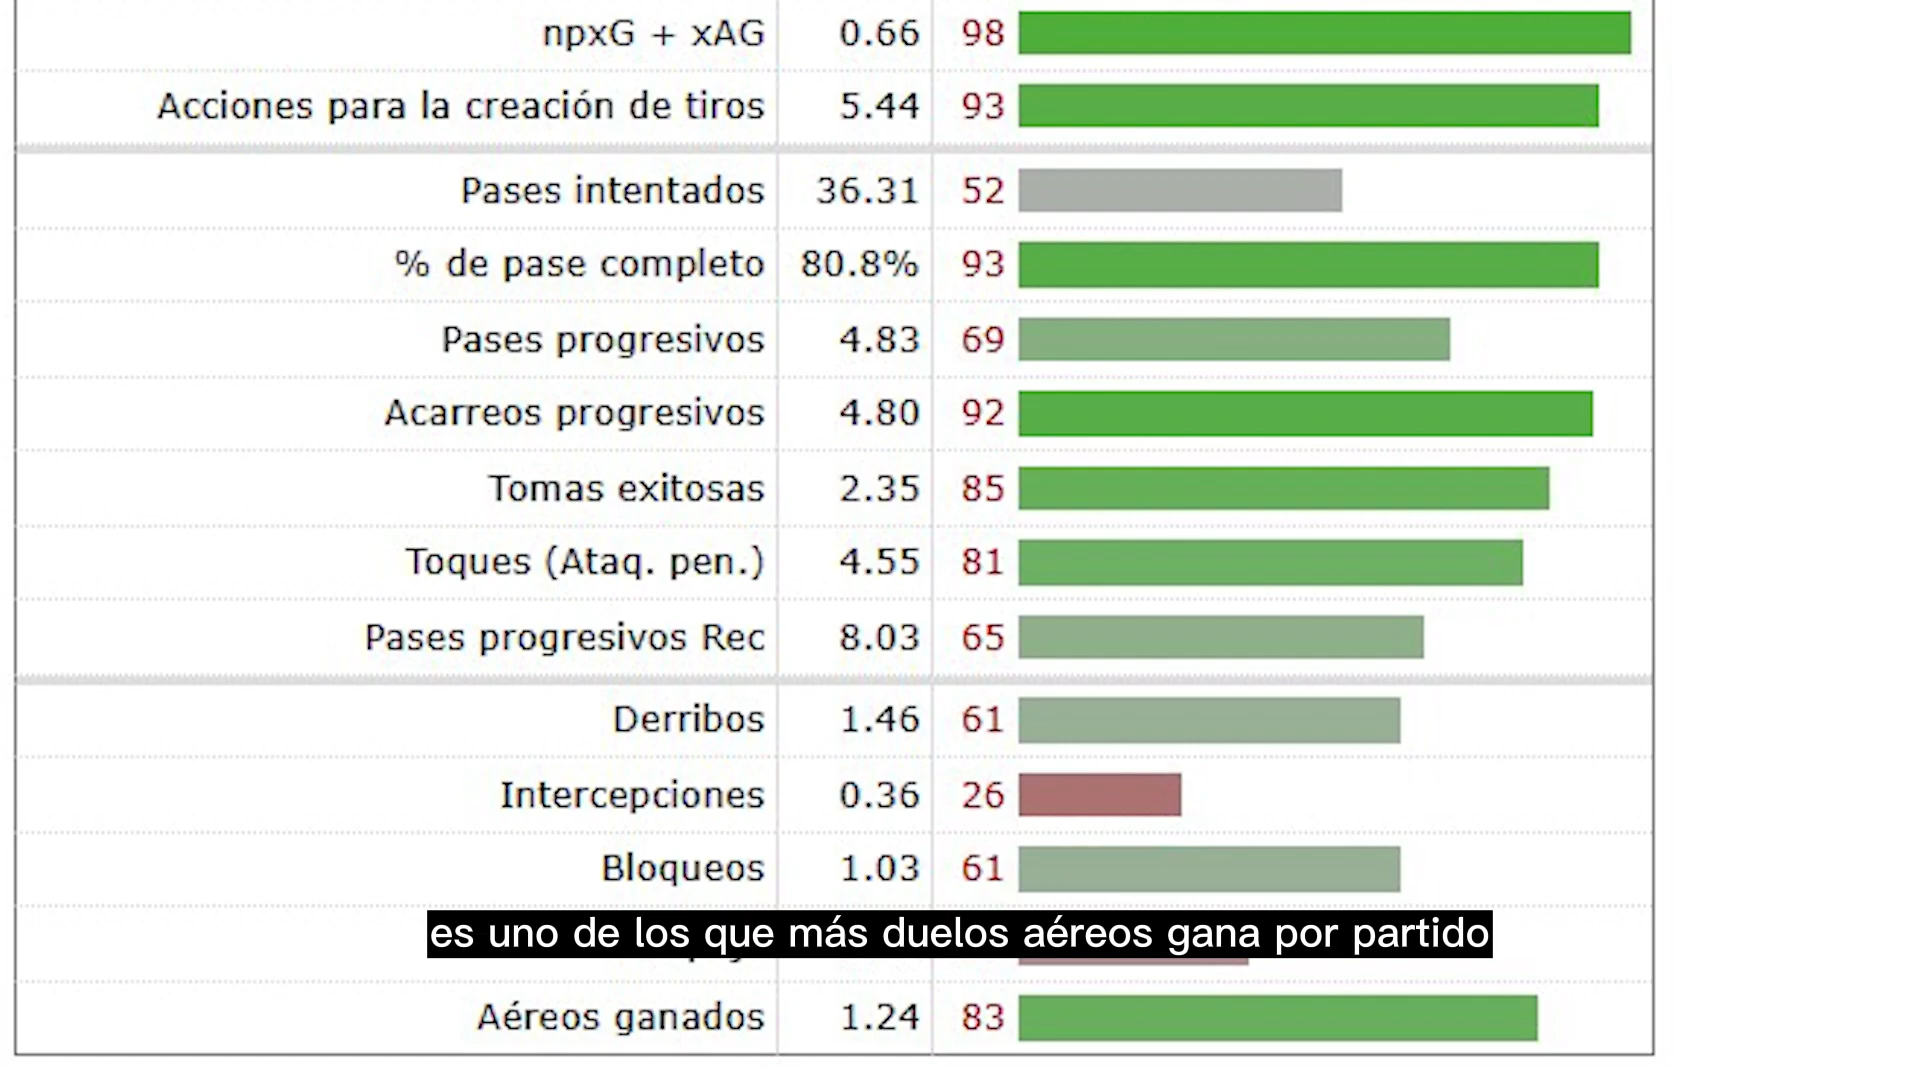 npxG + xAG 0.66 98
Acciones para la creación de tiros 5.44 93
Pases intentados 36.31 52
% de pase completo 80.8% 93
Pases progresivos 4.83 69
Acarreos progresivos 4.80 92
Tomas exitosas 2.35 85
Toques (Ataq. pen.) 4.55 81
Pases progresivos Rec 8.03 65
Derribos 1.46 61
Intercepciones 0.36 26
Bloqueos 1.03 61
es uno de los que más duelos aéreos gana por partido
Aéreos ganados 1.24 83